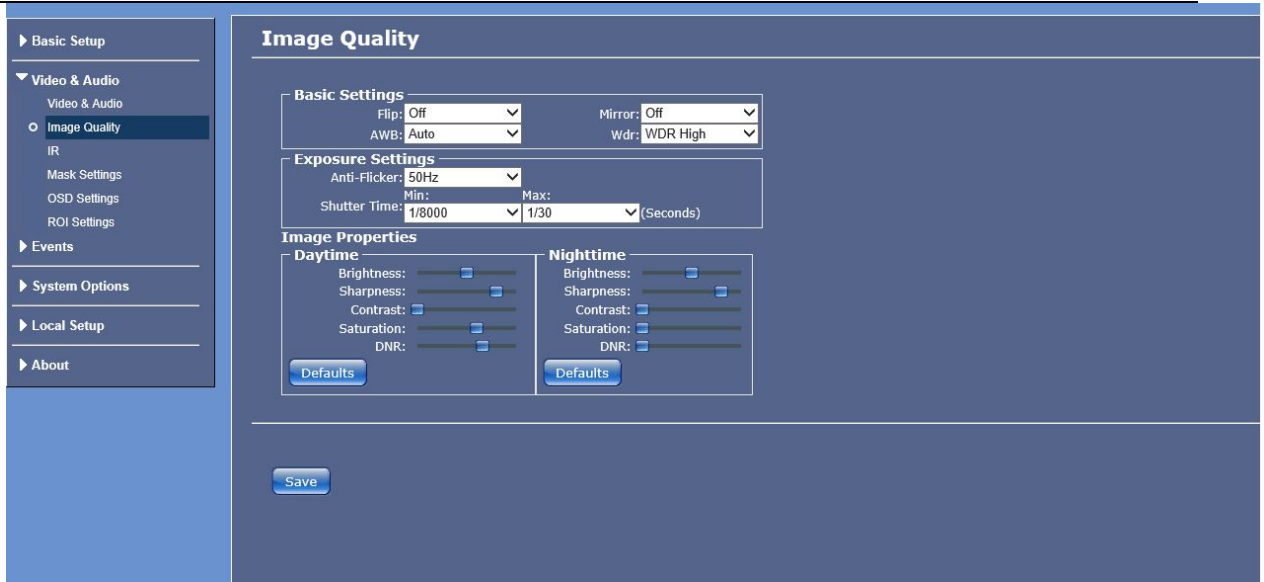 Basic Setup
Video & Audio
Video & Audio
Image Quality
IR
Mask Settings
OSD Settings
ROI Settings
Events
System Options
Local Setup
About
Image Quality
Basic Settings
Flip: Off Mirror: Off
AWB: Auto Wdr: WDR High
Exposure Settings
Anti-Flicker: 50Hz
Min: Max:
Shutter Time: 1/8000 1/30 (Seconds)
Image Properties
Daytime
Brightness:
Sharpness:
Contrast:
Saturation:
DNR:
Defaults
Nighttime
Brightness:
Sharpness:
Contrast:
Saturation:
DNR:
Defaults
Save